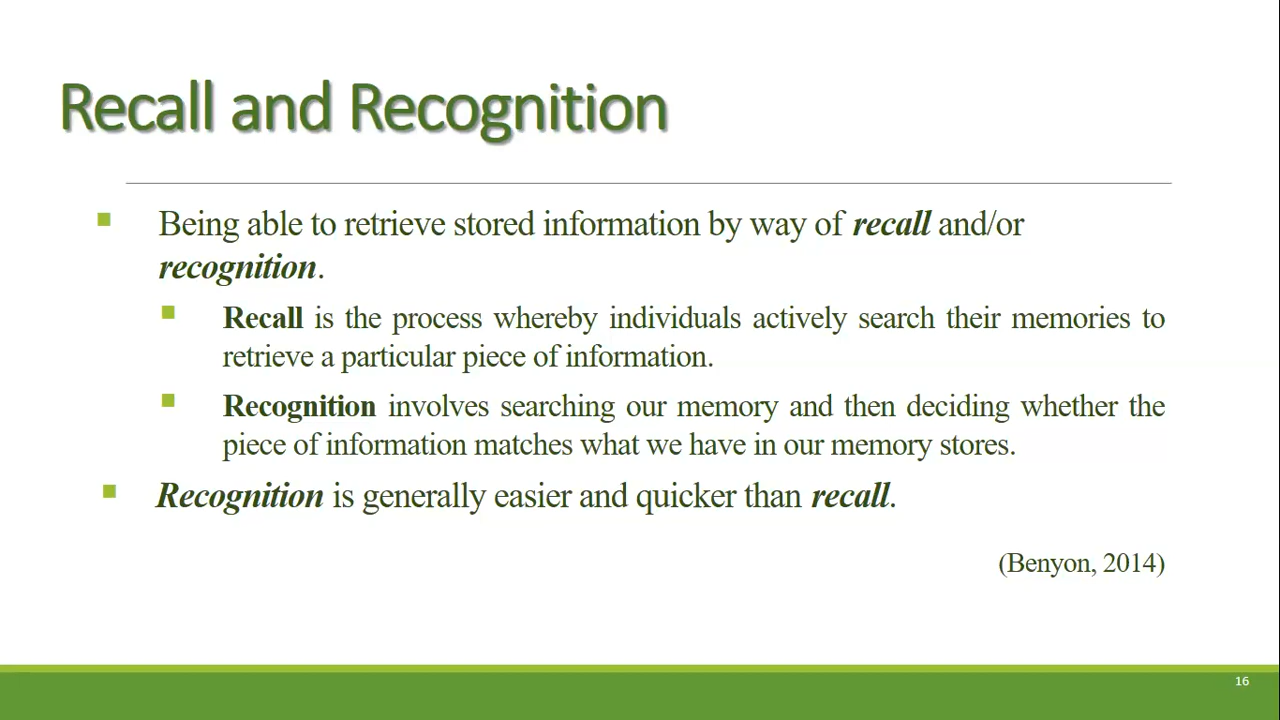 Recall and Recognition
Being able to retrieve stored information by way of recall and/or
recognition.
Recall is the process whereby individuals actively search their memories to
retrieve a particular piece of information.
Recognition involves searching our memory and then deciding whether the
piece of information matches what we have in our memory stores.
Recognition is generally easier and quicker than recall.
(Benyon, 2014)
16